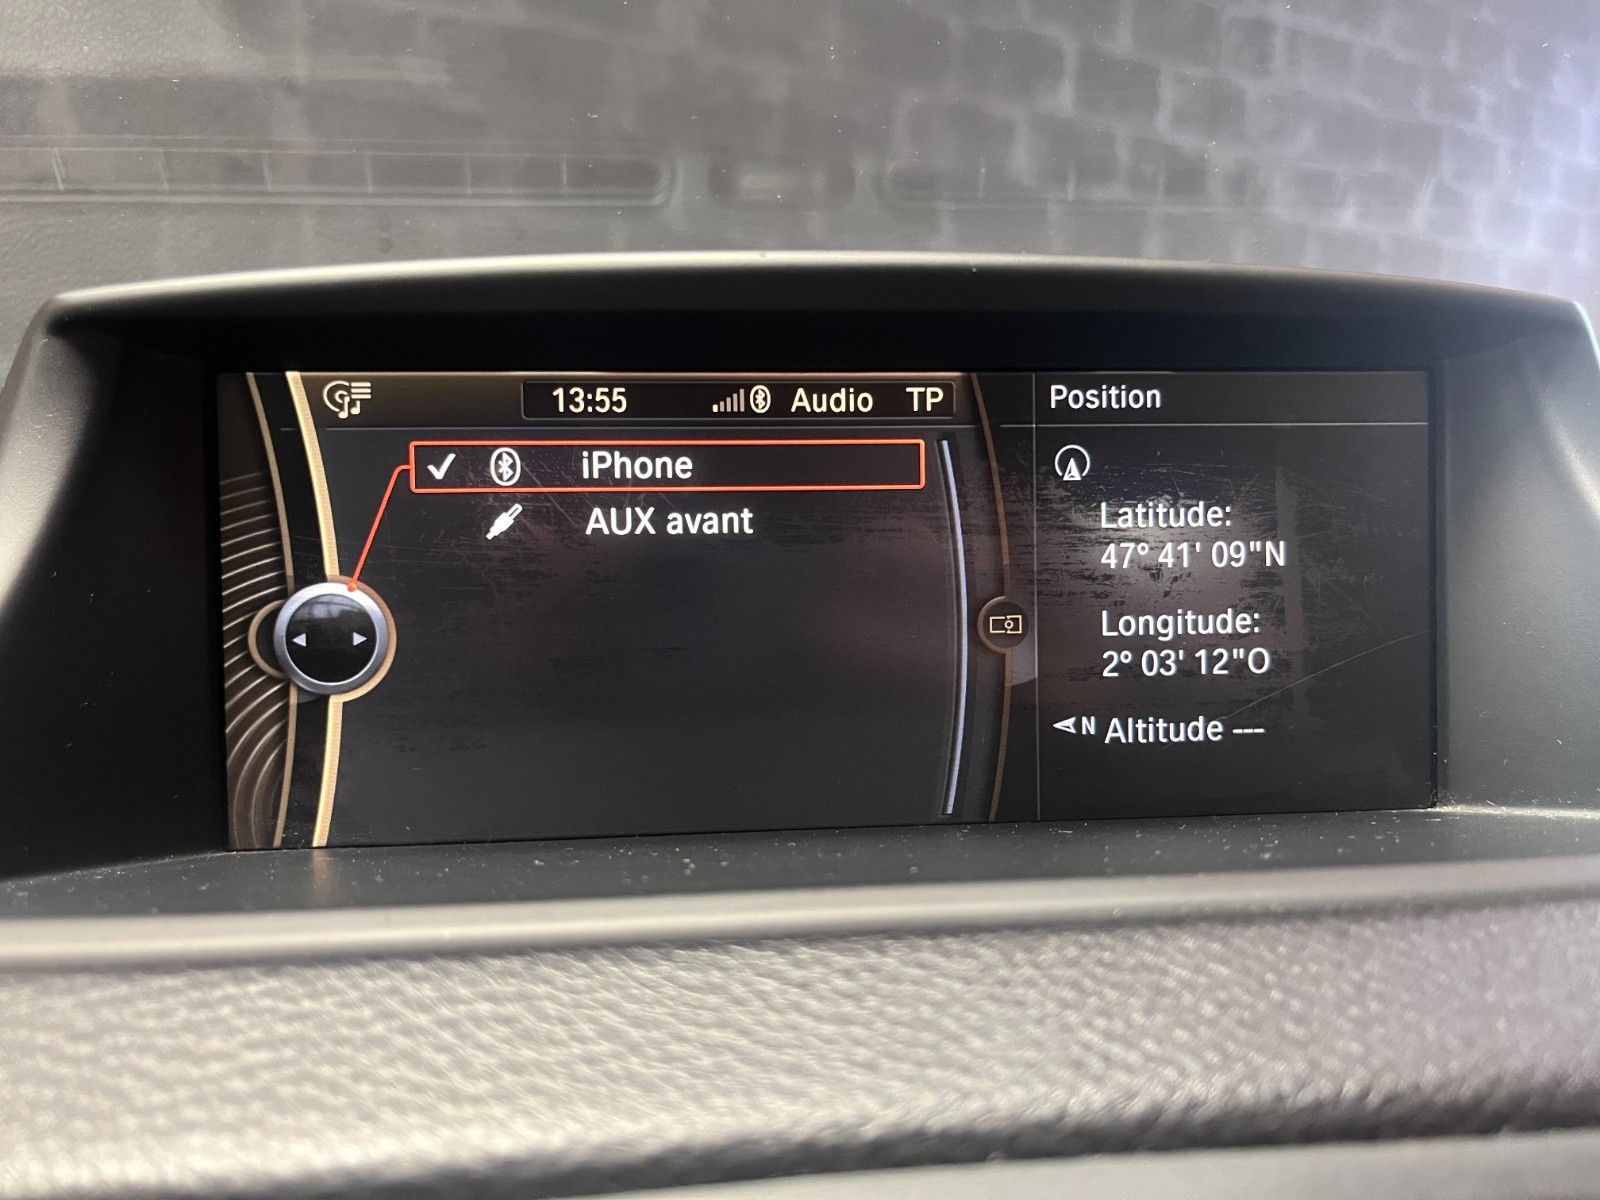 13:55 Audio TP
iPhone
AUX avant
Position
Latitude:
47° 41' 09"N
Longitude:
2° 03' 12"O
N Altitude ---